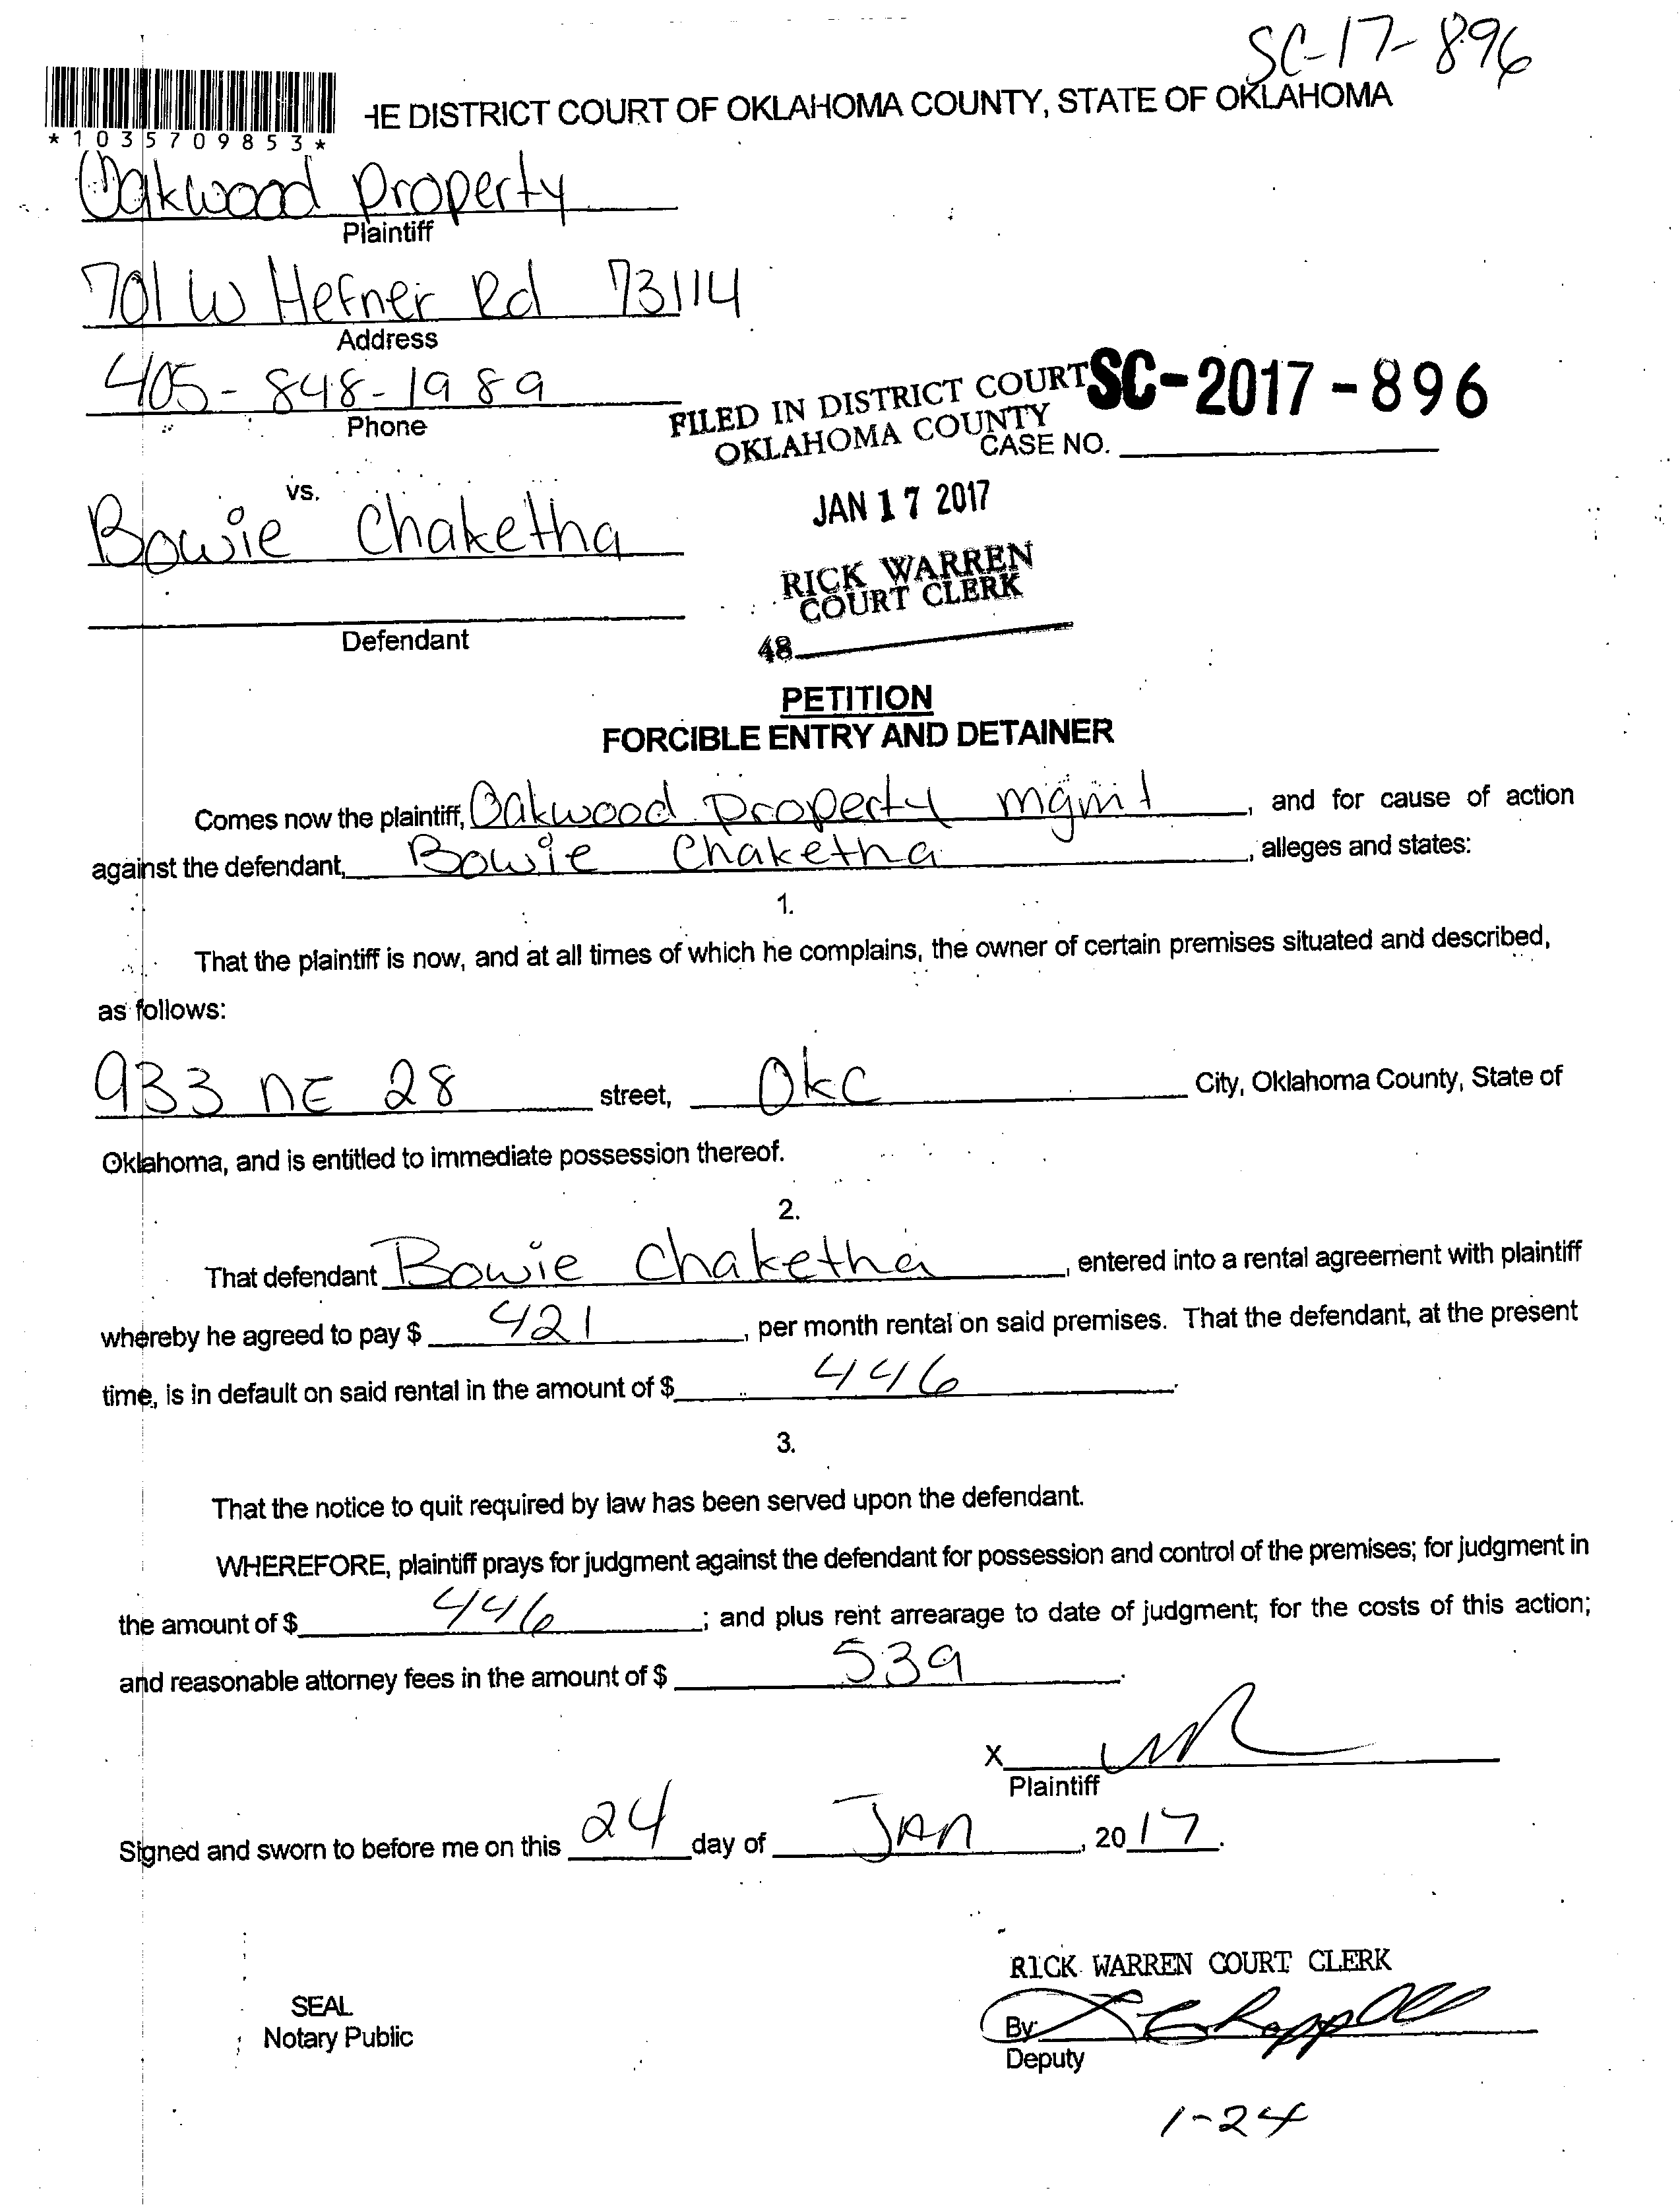 SC-17-896
HE DISTRICT COURT OF OKLAHOMA COUNTY, STATE OF OKLAHOMA
*1035709853*
Oakwood Property
Plaintiff
701 W Hefner Rd 73114
Address
405-848-1989
Phone
FILED IN DISTRICT COURT
OKLAHOMA COUNTY
SC-2017-896
CASE NO.
vs.
JAN 17 2017
Bowie Chaketha
RICK WARREN
COURT CLERK
Defendant
48
PETITION
FORCIBLE ENTRY AND DETAINER
Comes now the plaintiff, Oakwood Property mgmt, and for cause of action
against the defendant, Bowie Chaketha, alleges and states:
1.
That the plaintiff is now, and at all times of which he complains, the owner of certain premises situated and described,
as follows:
933 NE 28 street, OKC City, Oklahoma County, State of
Oklahoma, and is entitled to immediate possession thereof.
2.
That defendant Bowie Chaketha, entered into a rental agreement with plaintiff
whereby he agreed to pay $ 421, per month rental on said premises. That the defendant, at the present
time, is in default on said rental in the amount of $ 446.
3.
That the notice to quit required by law has been served upon the defendant.
WHEREFORE, plaintiff prays for judgment against the defendant for possession and control of the premises; for judgment in
the amount of $ 446; and plus rent arrearage to date of judgment; for the costs of this action;
and reasonable attorney fees in the amount of $ 539.
X
Plaintiff
Signed and sworn to before me on this 24 day of JAN, 2017.
RICK WARREN COURT CLERK
SEAL
Notary Public
By:
Deputy
1-24